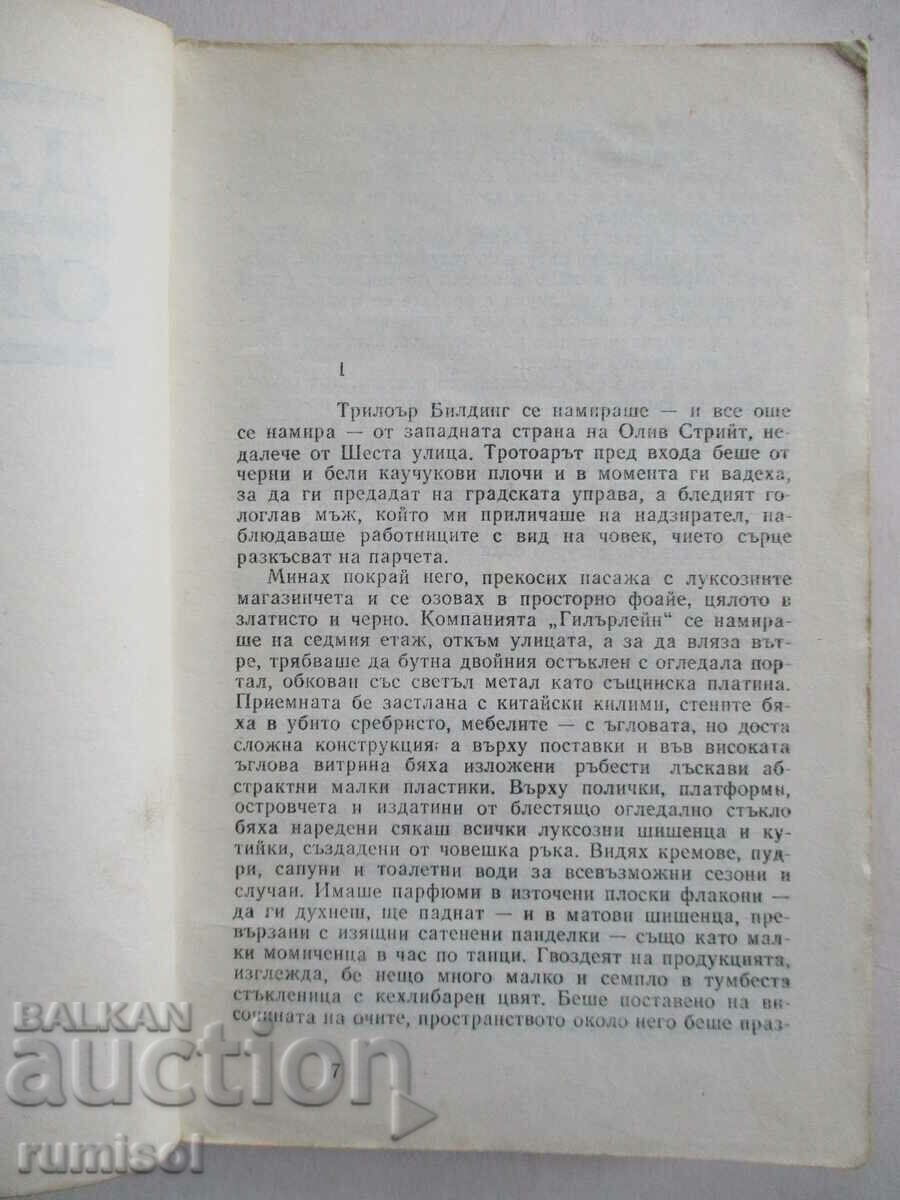 1
Трилоър Билдинг се намираше — и все още
се намира — от западната страна на Олив Стрийт, не-
далече от Шеста улица. Тротоарът пред входа беше от
черни и бели каучукови плочи и в момента ги вадеха,
за да ги предадат на градската управа, а бледният го-
логлав мъж, който ми приличаше на надзирател, на-
блюдаваше работниците с вид на човек, чието сърце
разкъсват на парчета.
Минах покрай него, прекосих пасажа с луксозните
магазинчета и се озовах в просторно фоайе, цялото в
златисто и черно. Компанията „Гилърлейн“ се намира-
ше на седмия етаж, откъм улицата, а за да вляза вът-
ре, трябваше да бутна двойния остъклен с огледала пор-
тал, обкован със светъл метал като същинска платина.
Приемната бе застлана с китайски килими, стените бя-
ха в убито сребристо, мебелите — с ъгловата, но доста
сложна конструкция, а върху поставки и във високата
ъглова витрина бяха изложени ръбести лъскави аб-
страктни малки пластики. Върху полички, платформи,
островчета и издатини от блестящо огледално стъкло
бяха наредени сякаш всички луксозни шишенца и ку-
тийки, създадени от човешка ръка. Видях кремове, пуд-
ри, сапуни и тоалетни води за всевъзможни сезони и
случаи. Имаше парфюми в източени плоски флакони —
да ги духнеш, ще паднат — и в матови шишенца, пре-
вързани с изящни сатенени панделки — също като мал-
ки момиченца в час по танци. Гвоздеят на продукцията,
изглежда, бе нещо много малко и семпло в тумбеста
стъкленица с кехлибарен цвят. Беше поставено на ви-
сочината на очите, пространството около него беше праз-
7
BALKAN
auction
rumisol